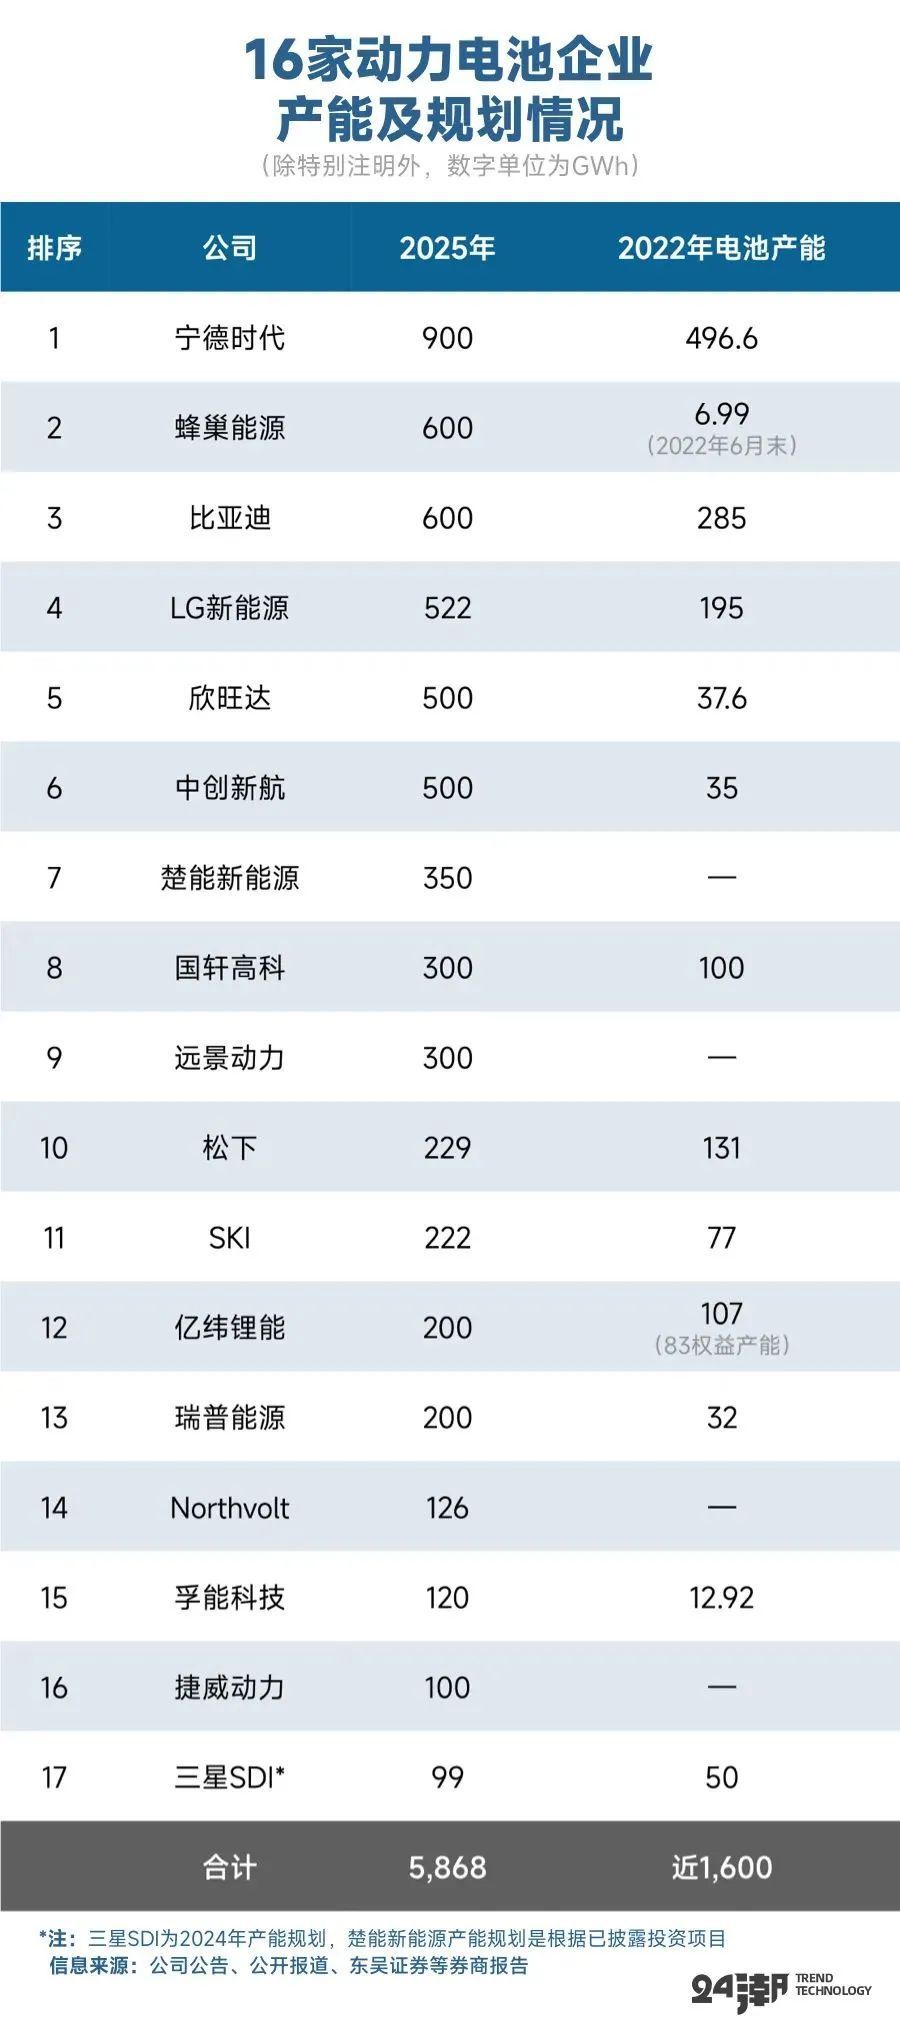 16家动力电池企业
产能及规划情况
（除特别注明外，数字单位为GWh）
排序 公司 2025年 2022年电池产能
1 宁德时代 900 496.6
2 蜂巢能源 600 6.99
（2022年6月末）
3 比亚迪 600 285
4 LG新能源 522 195
5 欣旺达 500 37.6
6 中创新航 500 35
7 楚能新能源 350 —
8 国轩高科 300 100
9 远景动力 300 —
10 松下 229 131
11 SKI 222 77
12 亿纬锂能 200 107
（83权益产能）
13 瑞普能源 200 32
14 Northvolt 126 —
15 孚能科技 120 12.92
16 捷威动力 100 —
17 三星SDI* 99 50
合计 5,868 近1,600
*注：三星SDI为2024年产能规划，楚能新能源产能规划是根据已披露投资项目
信息来源：公司公告、公开报道、东吴证券等券商报告
24潮 TREND
TECHNOLOGY